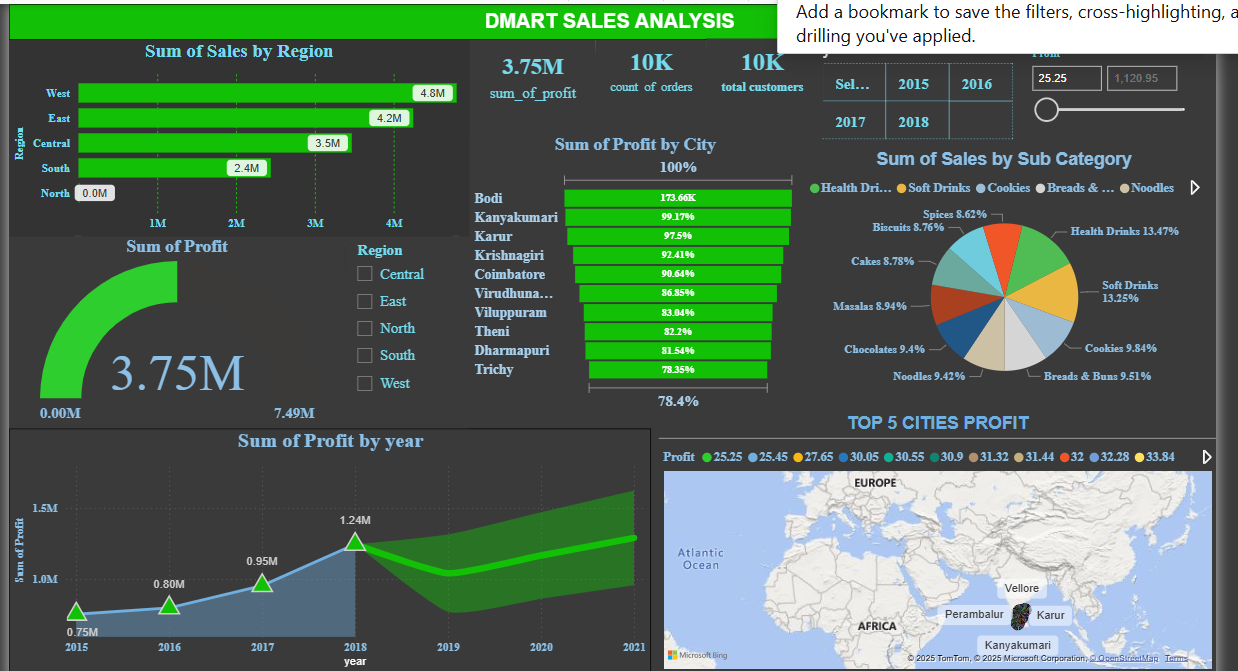 DMART SALES ANALYSIS
Add a bookmark to save the filters, cross-highlighting, a
drilling you've applied.
Sum of Sales by Region
Region
West 4.8M
East 4.2M
Central 3.5M
South 2.4M
North 0.0M
1M 2M 3M 4M
3.75M
sum_of_profit
10K
count of orders
10K
total customers
Sel... 2015 2016
2017 2018
25.25 1,120.95
Sum of Profit
3.75M
0.00M 7.49M
Region
Central
East
North
South
West
Sum of Profit by City
100%
Bodi 173.66K
Kanyakumari 99.17%
Karur 97.5%
Krishnagiri 92.41%
Coimbatore 90.64%
Virudhuna... 86.85%
Viluppuram 83.04%
Theni 82.2%
Dharmapuri 81.54%
Trichy 78.35%
78.4%
Sum of Sales by Sub Category
Health Dri... Soft Drinks Cookies Breads & ... Noodles
Spices 8.62%
Biscuits 8.76%
Health Drinks 13.47%
Cakes 8.78%
Soft Drinks
13.25%
Masalas 8.94%
Chocolates 9.4%
Cookies 9.84%
Noodles 9.42%
Breads & Buns 9.51%
Sum of Profit by year
Sum of Profit
1.5M
1.0M
0.75M
0.80M
0.95M
1.24M
2015 2016 2017 2018 2019 2020 2021
year
TOP 5 CITIES PROFIT
Profit 25.25 25.45 27.65 30.05 30.55 30.9 31.32 31.44 32 32.28 33.84
EUROPE
Atlantic
Ocean
AFRICA
Vellore
Perambalur
Karur
Kanyakumari
Microsoft Bing
© 2025 TomTom, © 2025 Microsoft Corporation, © OpenStreetMap Terms